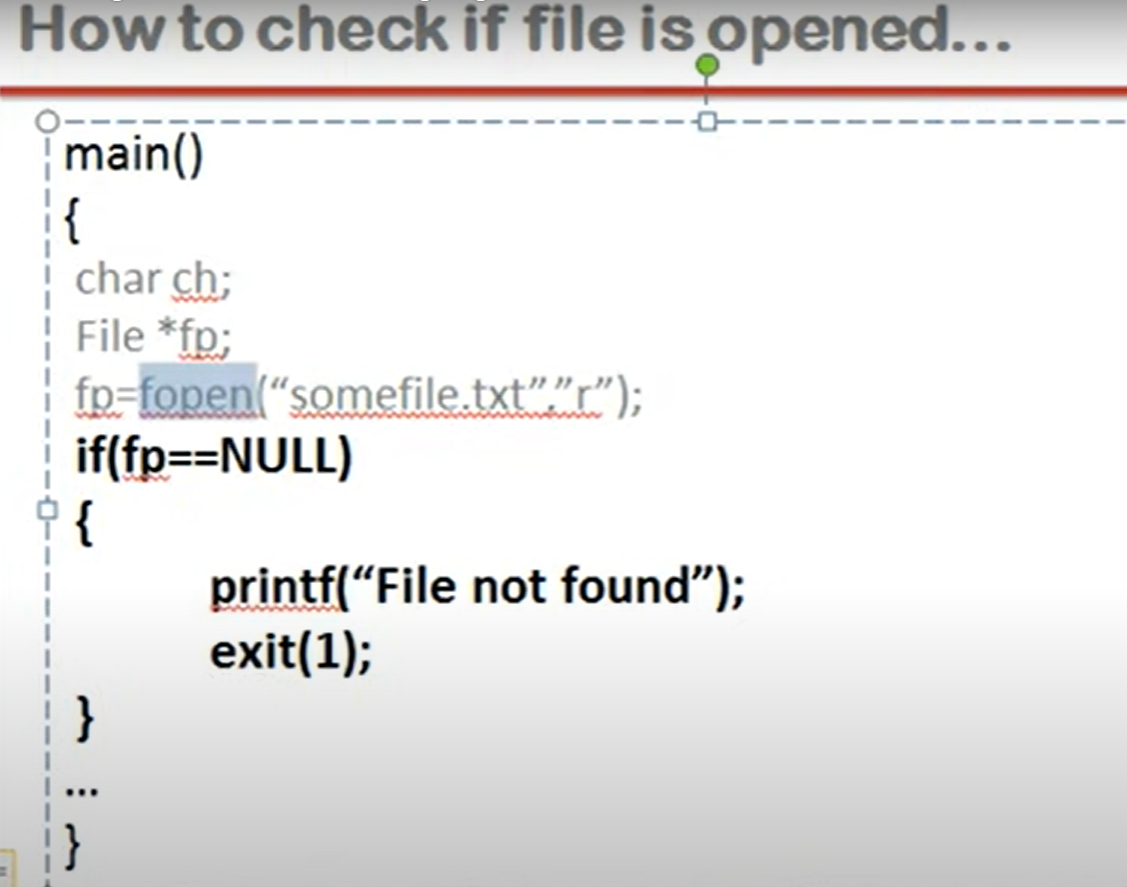 How to check if file is opened...
main()
{
char ch;
File *fp;
fp=fopen(“somefile.txt”,”r”);
if(fp==NULL)
{
printf(“File not found”);
exit(1);
}
...
}